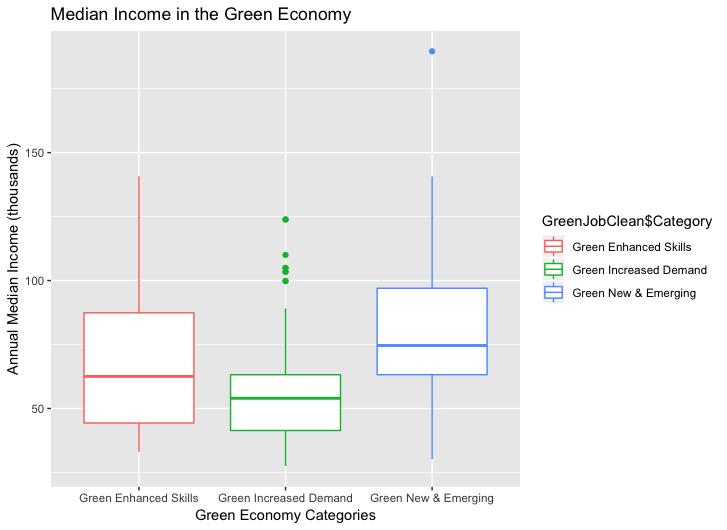 Median Income in the Green Economy
Annual Median Income (thousands)
150
100
50
Green Enhanced Skills
Green Increased Demand
Green New & Emerging
Green Economy Categories
GreenJobClean$Category
Green Enhanced Skills
Green Increased Demand
Green New & Emerging